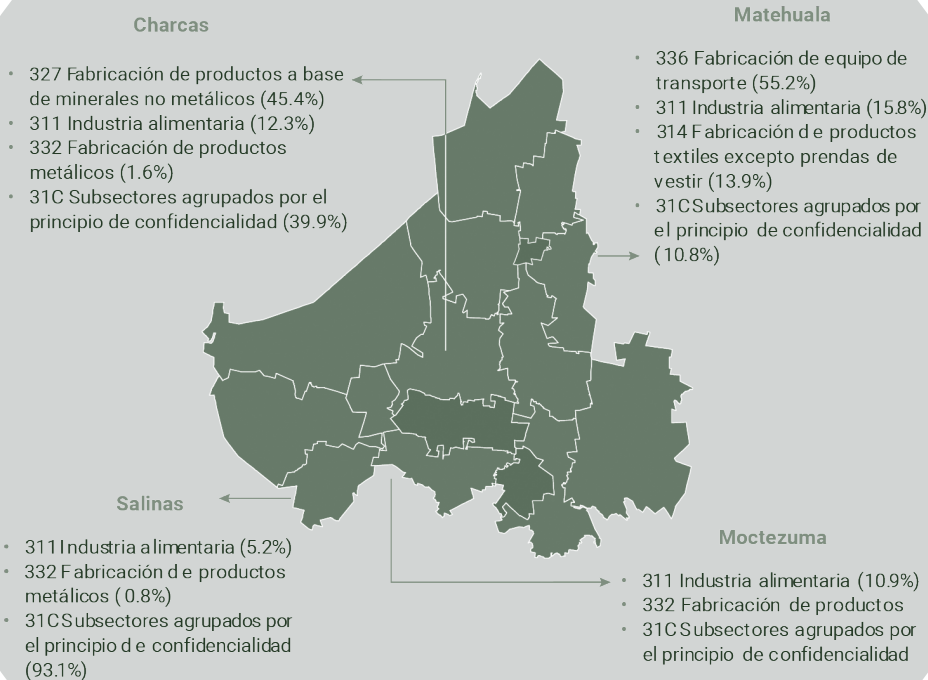 Charcas
• 327 Fabricación de productos a base
de minerales no metálicos (45.4%)
• 311 Industria alimentaria (12.3%)
• 332 Fabricación de productos
metálicos (1.6%)
• 31C Subsectores agrupados por el
principio de confidencialidad (39.9%)
Matehuala
• 336 Fabricación de equipo de
transporte (55.2%)
• 311 Industria alimentaria (15.8%)
• 314 Fabricación de productos
textiles excepto prendas de
vestir (13.9%)
• 31C Subsectores agrupados por
el principio de confidencialidad
(10.8%)
Salinas
• 311 Industria alimentaria (5.2%)
• 332 Fabricación de productos
metálicos (0.8%)
• 31C Subsectores agrupados por
el principio de confidencialidad
(93.1%)
Moctezuma
• 311 Industria alimentaria (10.9%)
• 332 Fabricación de productos
• 31C Subsectores agrupados por
el principio de confidencialidad